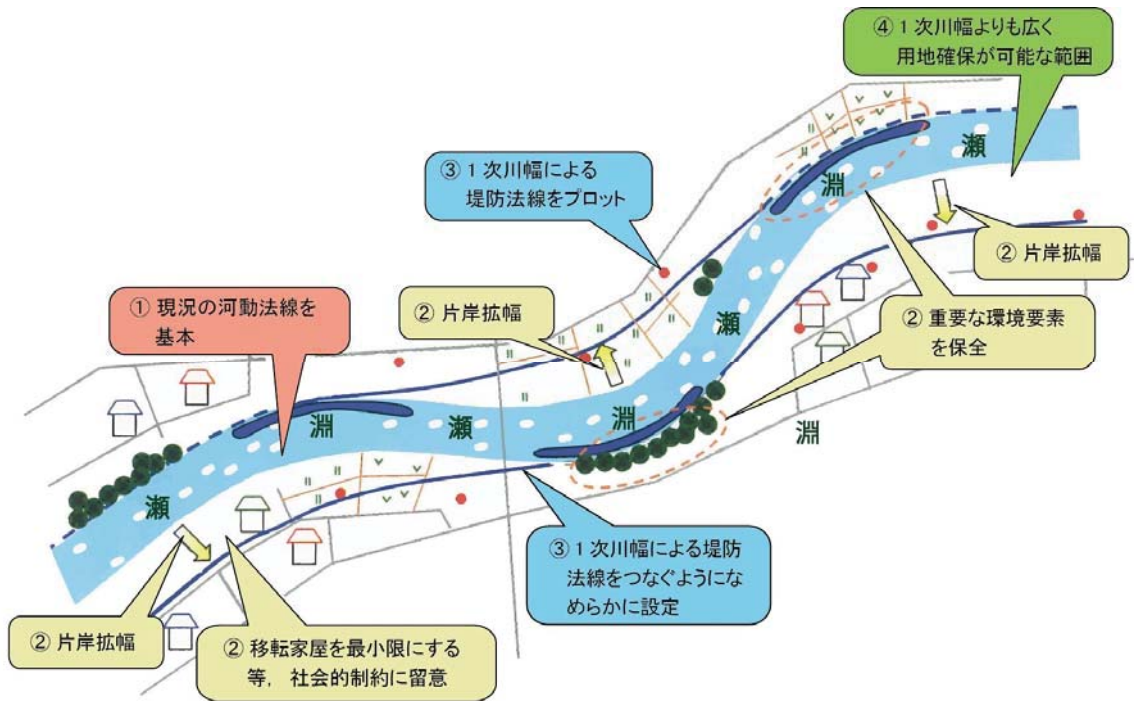 ④１次川幅よりも広く
用地確保が可能な範囲
瀬
③１次川幅による
堤防法線をプロット
淵
② 片岸拡幅
① 現況の河動法線を
基本
② 片岸拡幅
瀬
② 重要な環境要素
を保全
淵
瀬
淵
淵
瀬
③１次川幅による堤防
法線をつなぐようにな
めらかに設定
② 片岸拡幅
② 移転家屋を最小限にする
等，社会的制約に留意